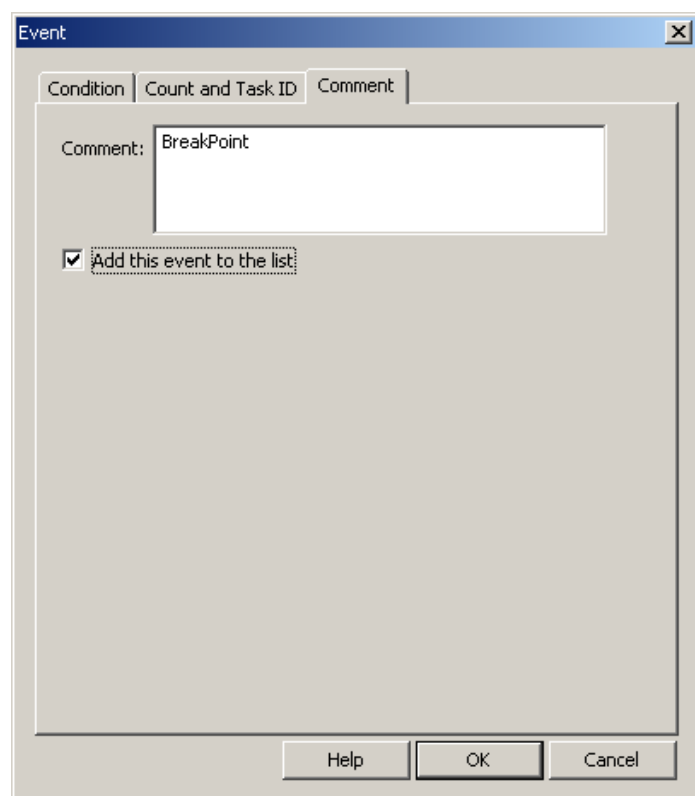 Event
Condition Count and Task ID Comment
Comment: BreakPoint
Add this event to the list
Help OK Cancel